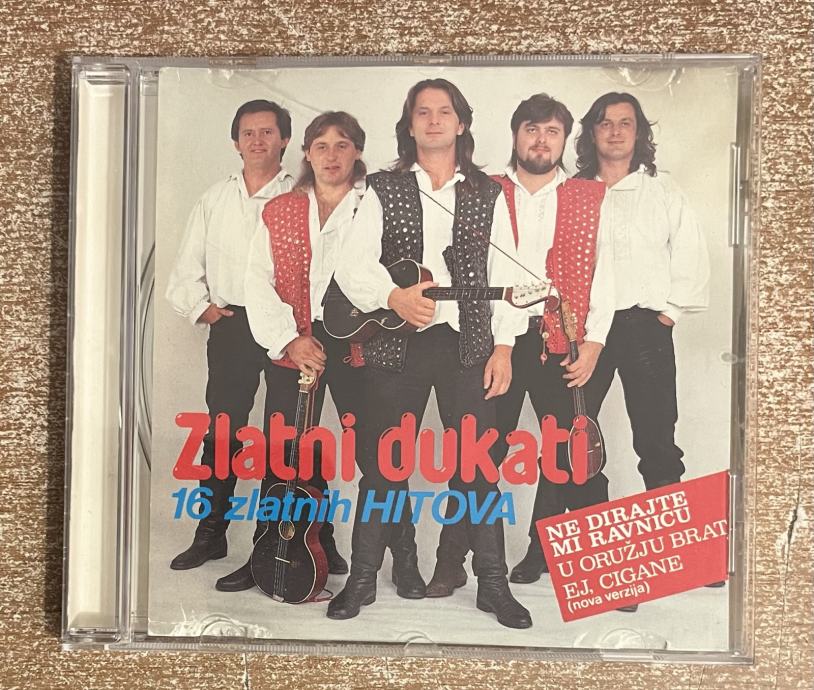 Zlatni dukati
16 zlatnih HITOVA
NE DIRAJTE
MI RAVNICU
U ORUŽJU BRAT
EJ, CIGANE
(nova verzija)